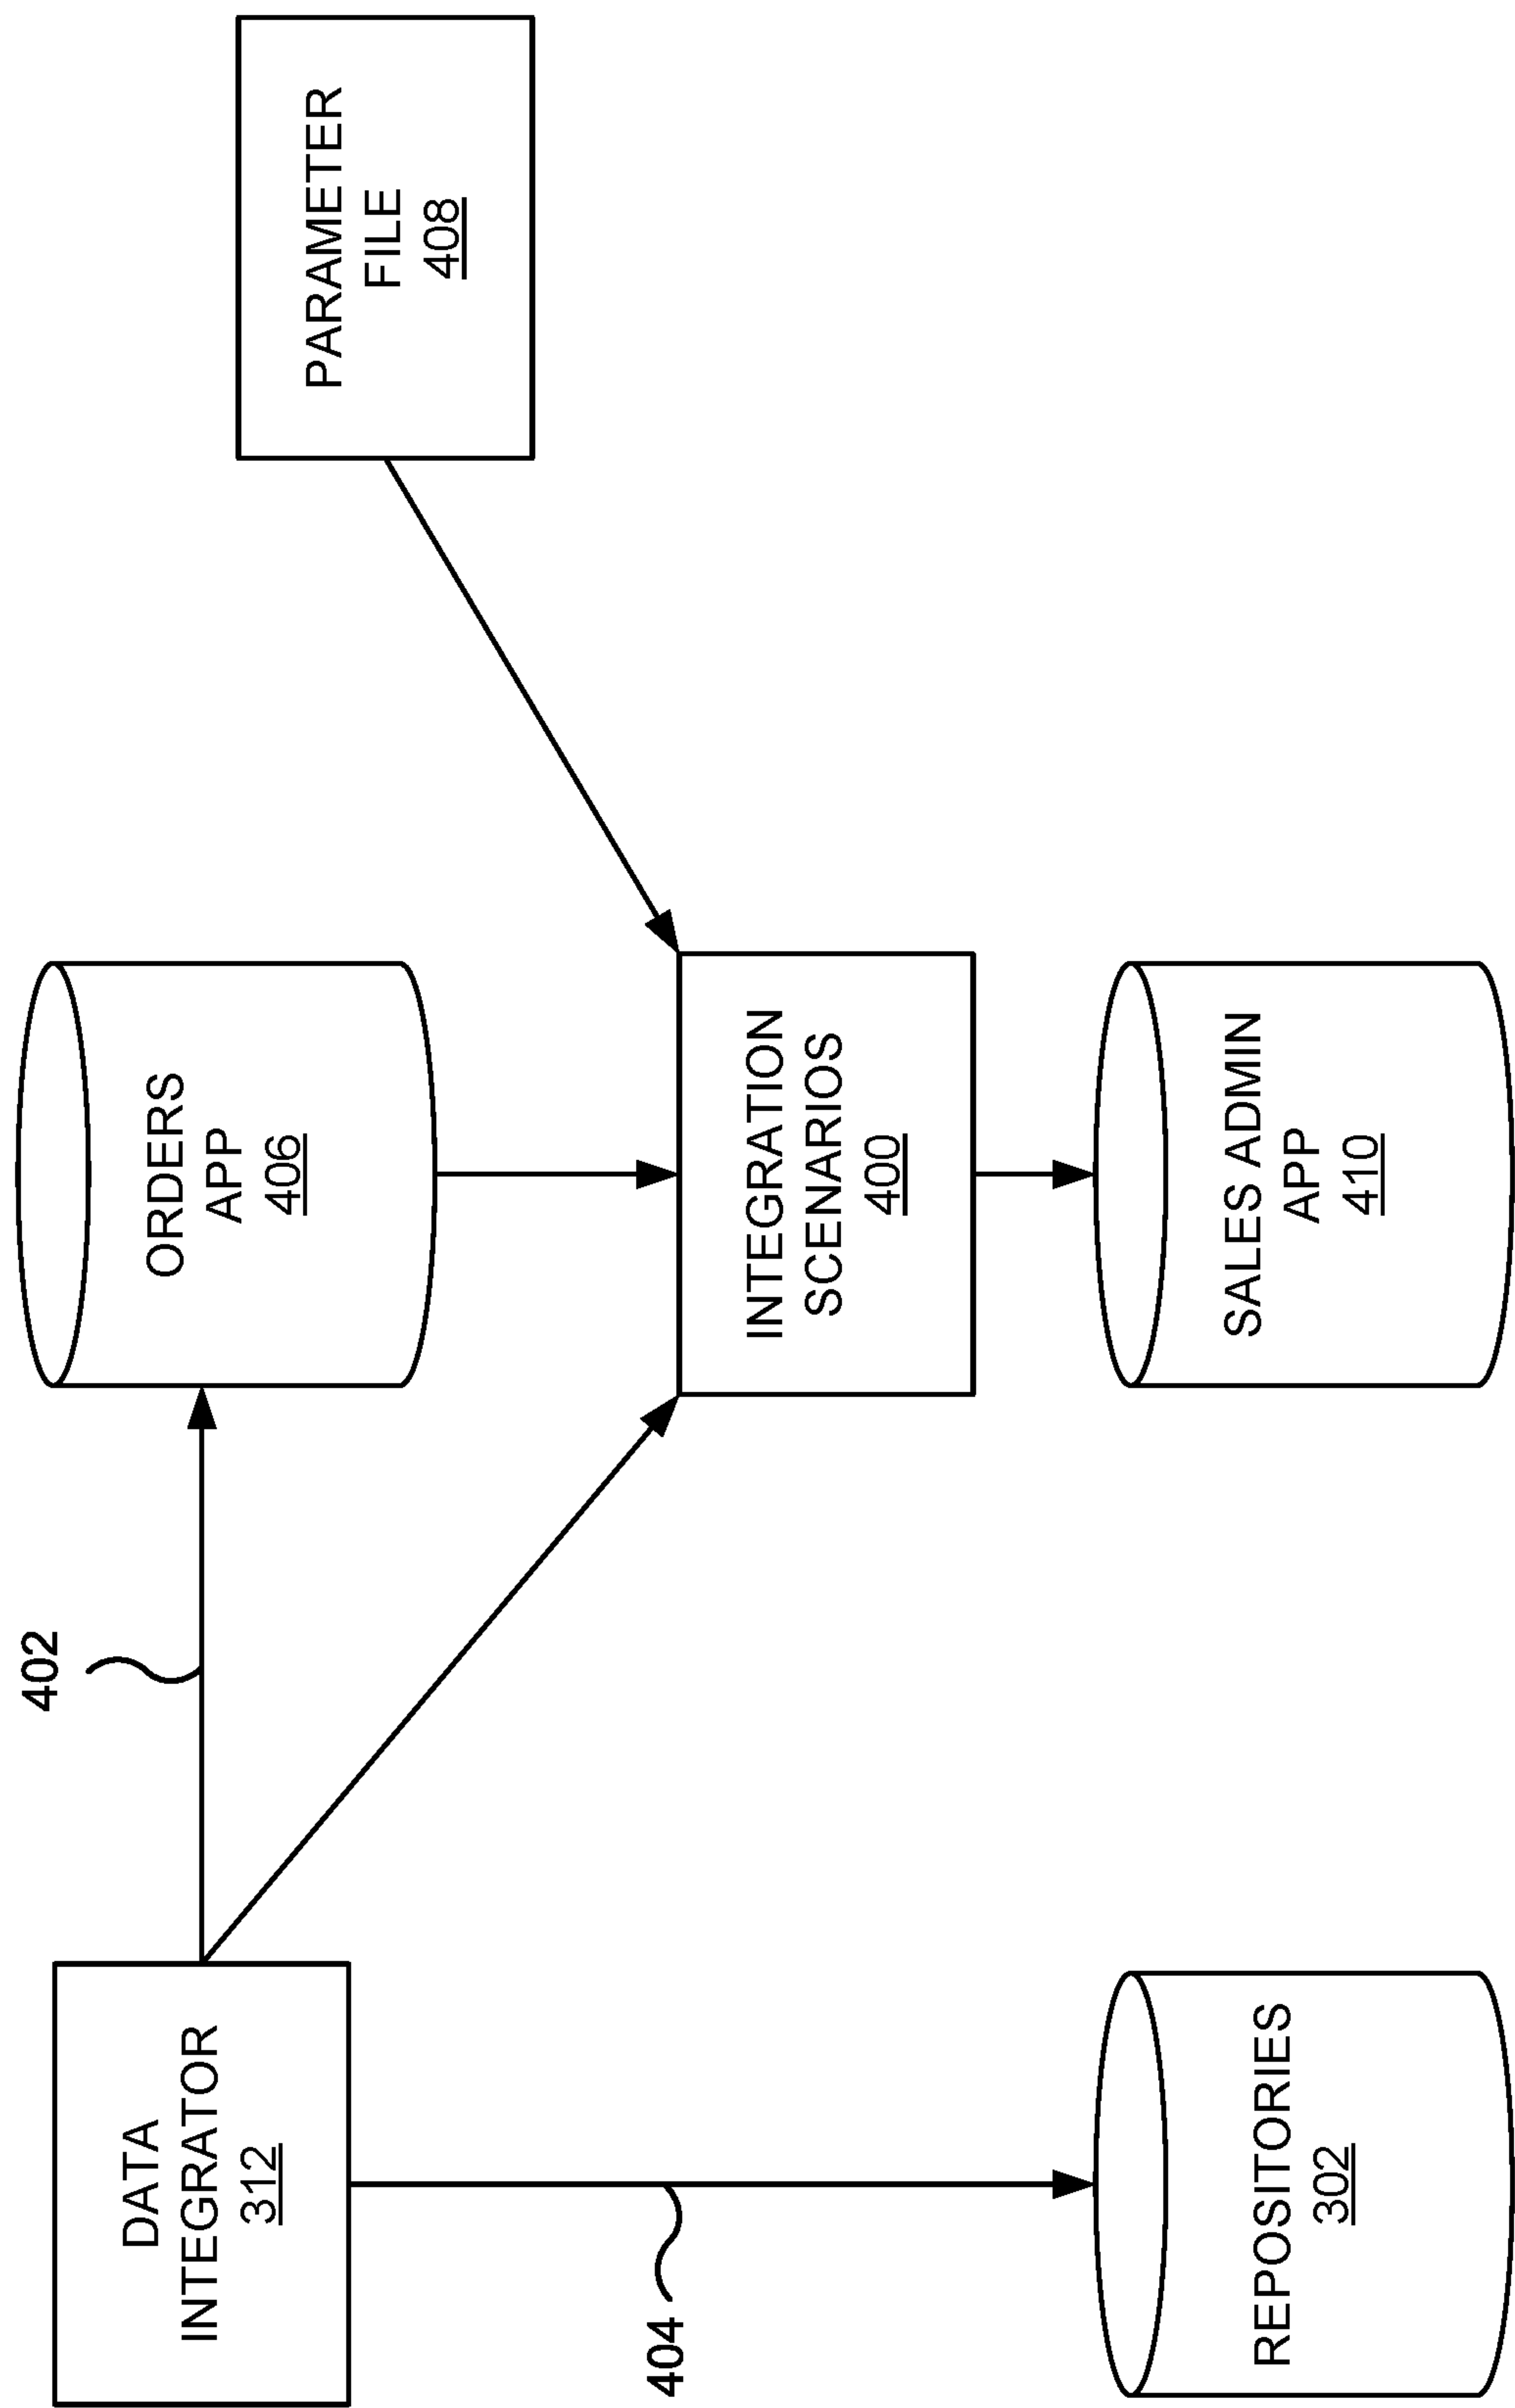 DATA
INTEGRATOR
312
402
ORDERS
APP
406
PARAMETER
FILE
408
404
INTEGRATION
SCENARIOS
400
REPOSITORIES
302
SALES ADMIN
APP
410